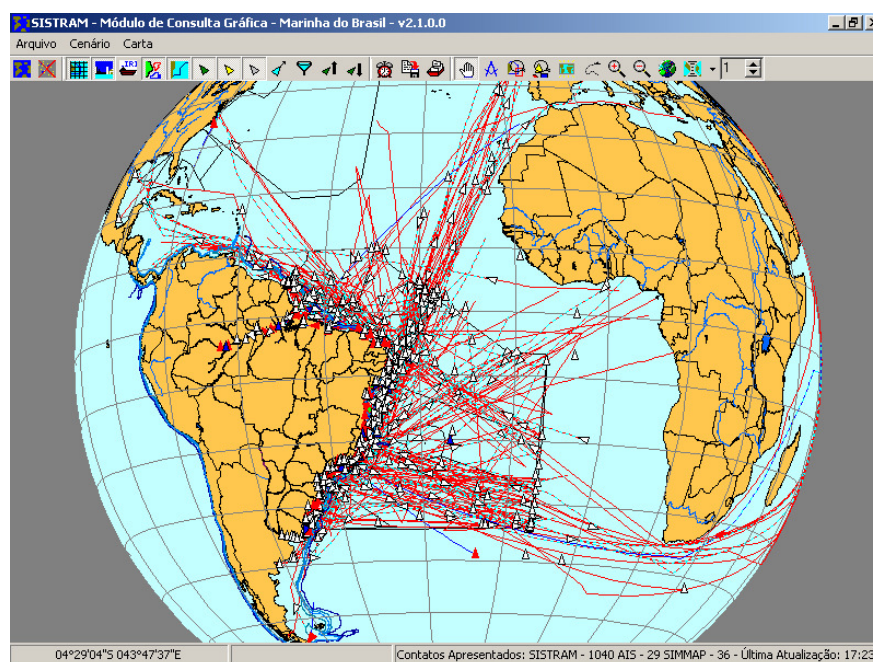 SISTRAM - Módulo de Consulta Gráfica - Marinha do Brasil - v2.1.0.0
Arquivo Cenário Carta
IRI 1
04°29'04"S 043°47'37"E Contatos Apresentados: SISTRAM - 1040 AIS - 29 SIMMAP - 36 - Última Atualização: 17:23